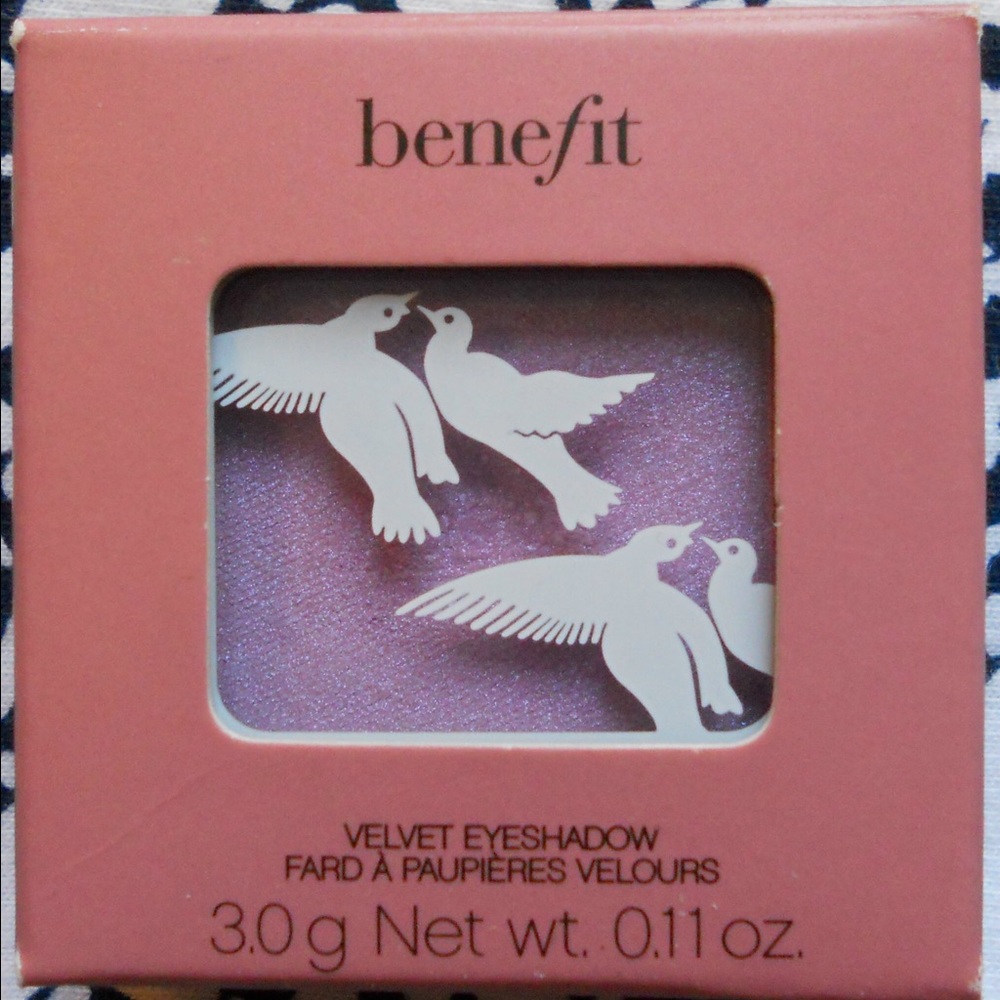 benefit
VELVET EYESHADOW
FARD À PAUPIÈRES VELOURS
3.0 g Net wt. 0.11 oz.